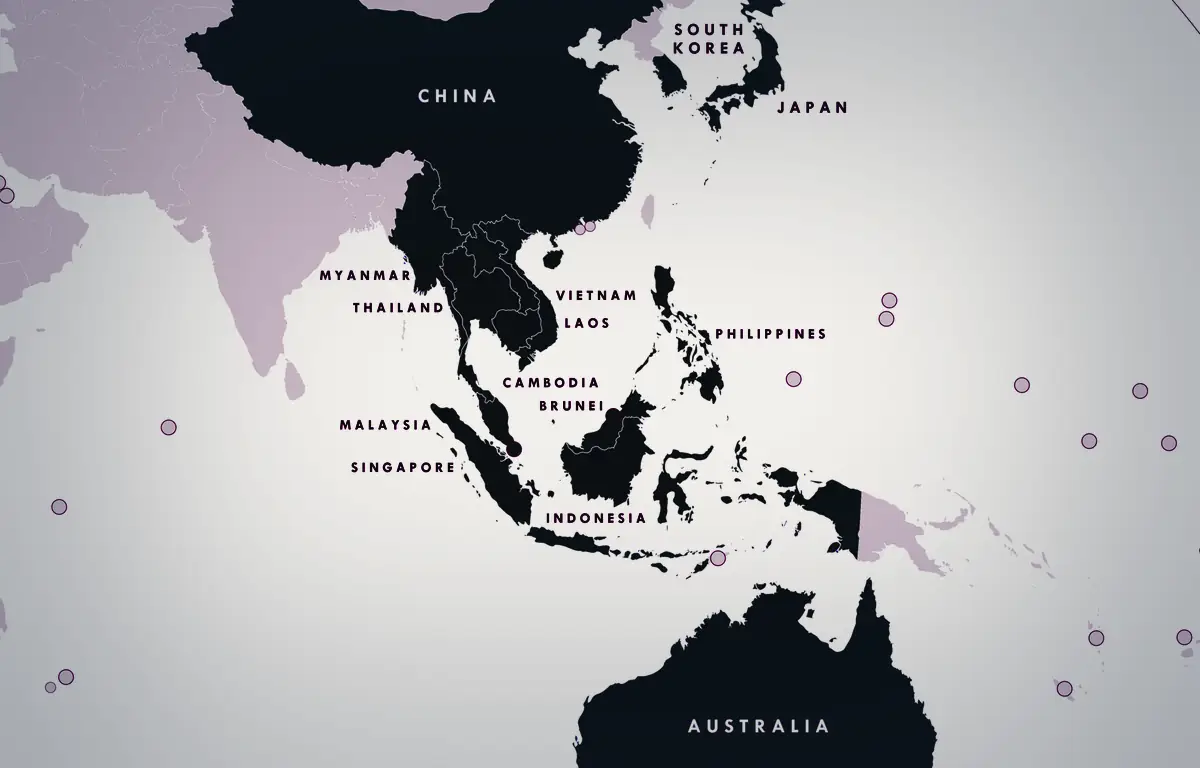 SOUTH
KOREA
CHINA
JAPAN
MYANMAR
VIETNAM
THAILAND
LAOS
PHILIPPINES
CAMBODIA
BRUNEI
MALAYSIA
SINGAPORE
INDONESIA
AUSTRALIA